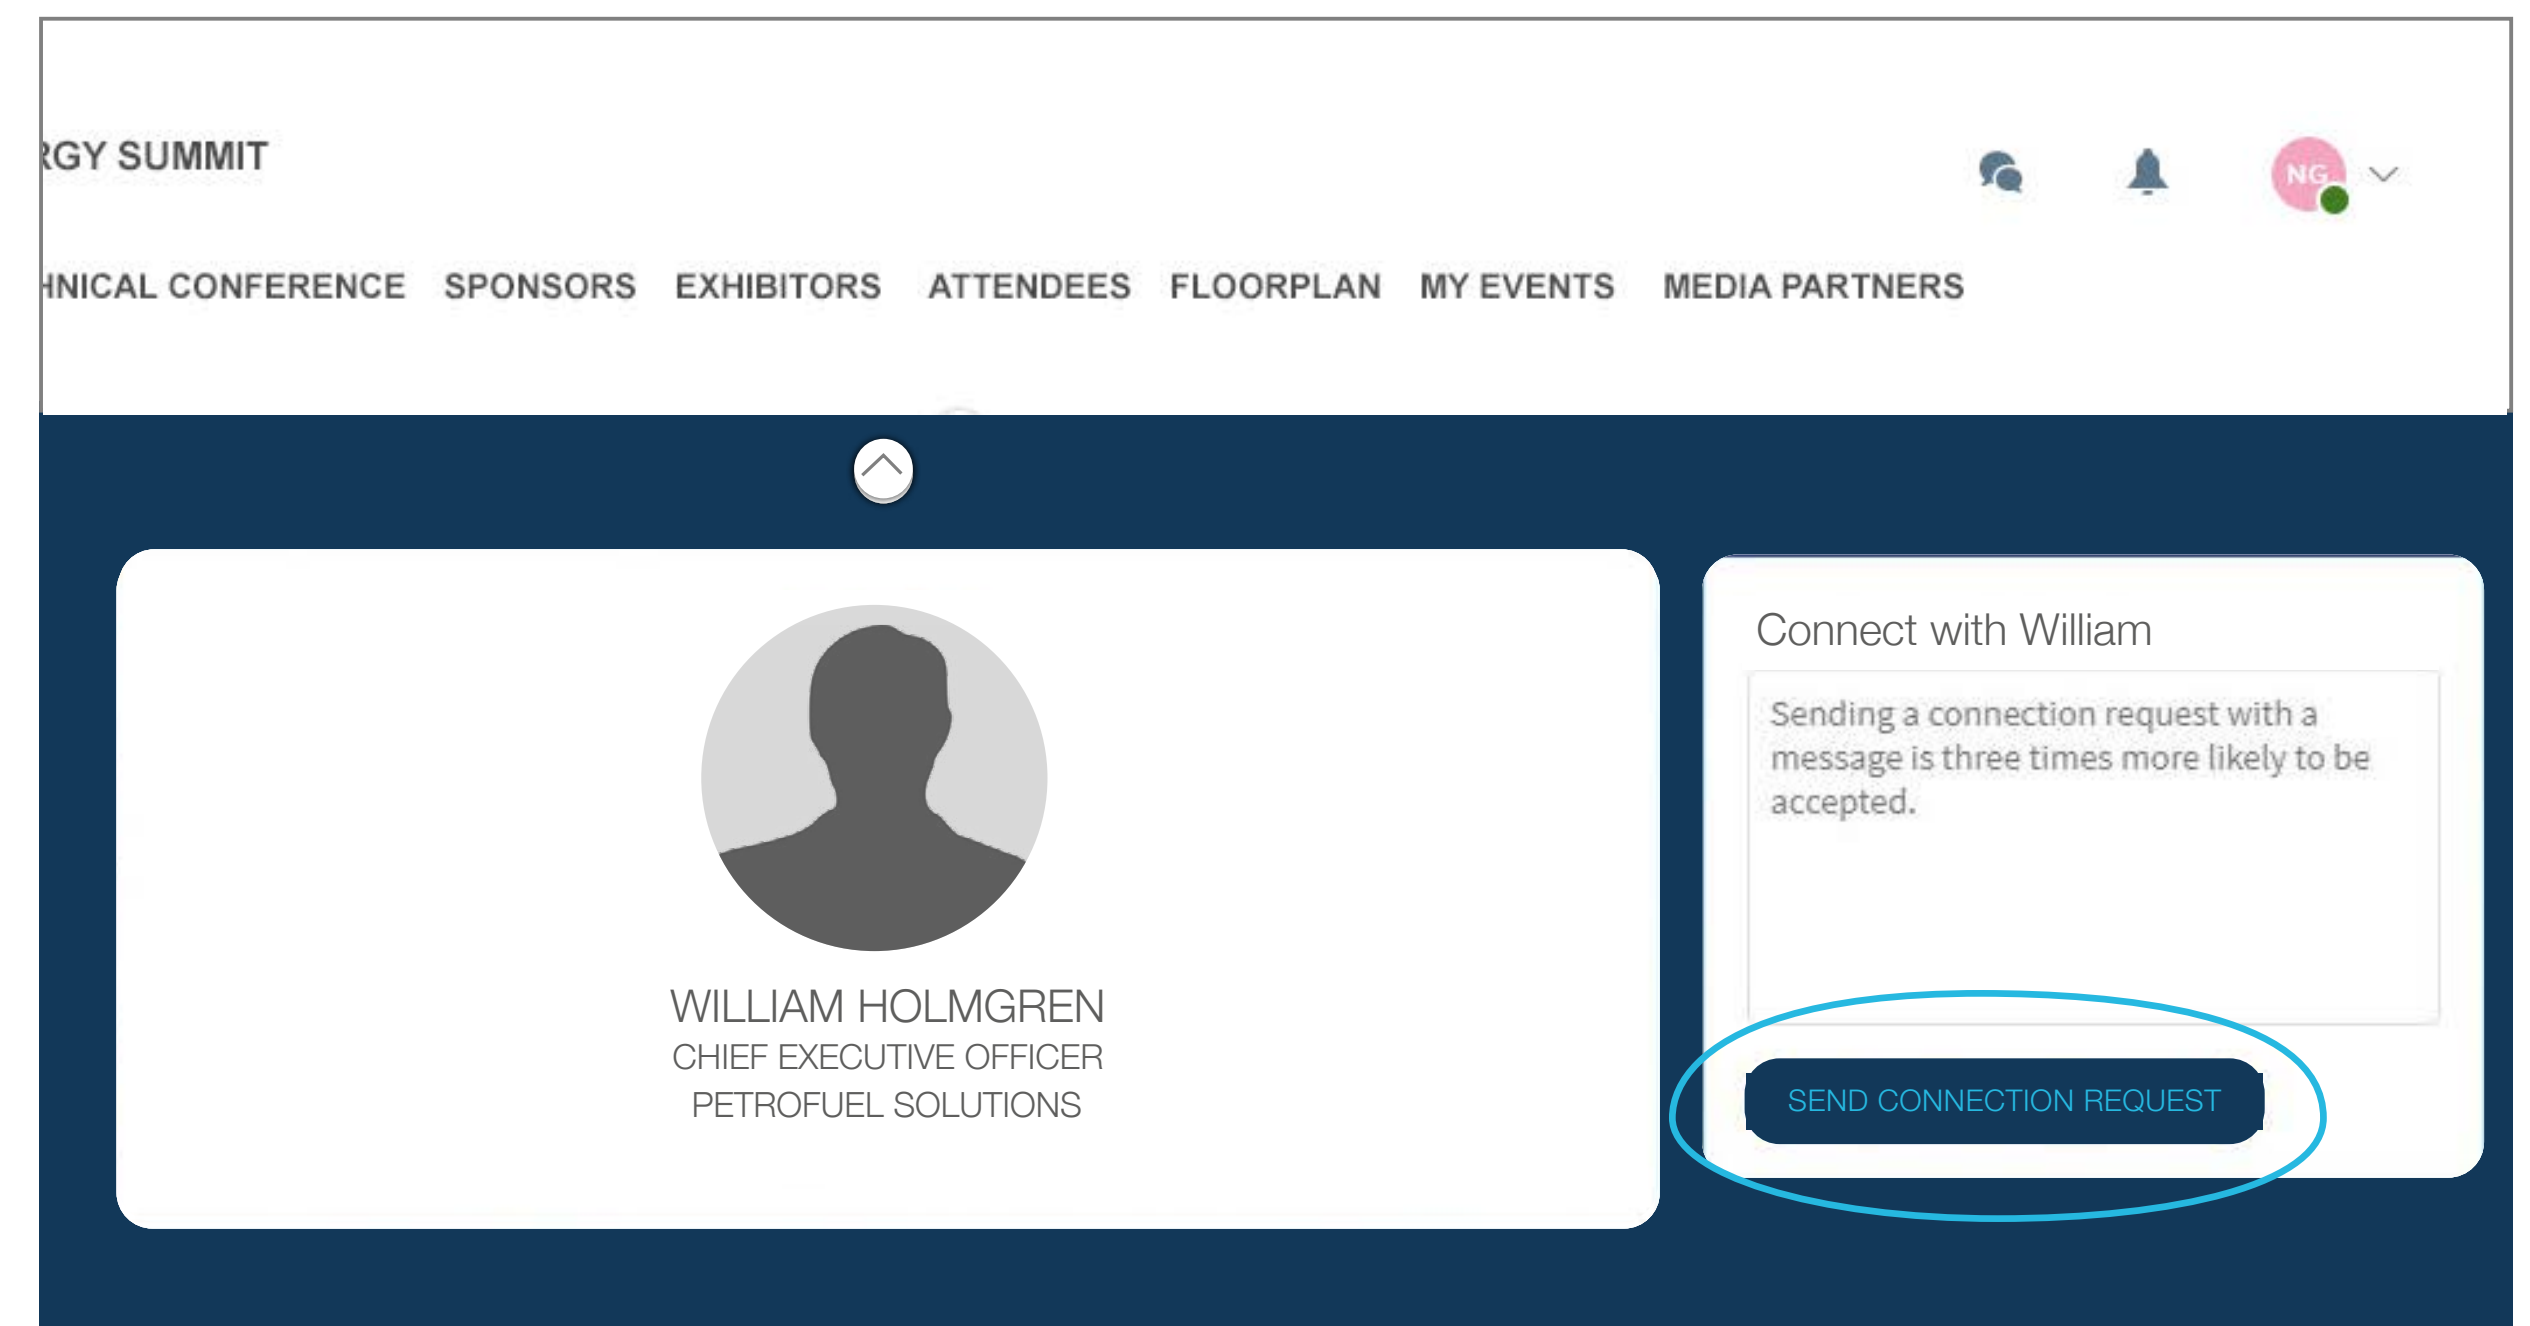 RGY SUMMIT
NG
HNICAL CONFERENCE SPONSORS EXHIBITORS ATTENDEES FLOORPLAN MY EVENTS MEDIA PARTNERS
Connect with William
Sending a connection request with a
message is three times more likely to be
accepted.
WILLIAM HOLMGREN
CHIEF EXECUTIVE OFFICER
PETROFUEL SOLUTIONS
SEND CONNECTION REQUEST